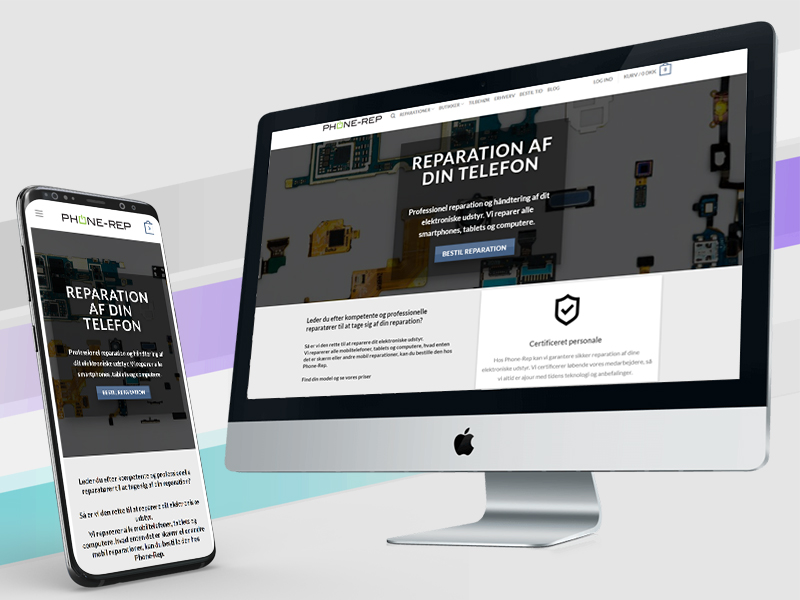 PHONE-REP
REPARATIONER
BUTIKKER
TILBEHØR
ERHVERV
BESTIL TID
BLOG
LOG IND
KURV / 0 DKK
0
REPARATION AF
DIN TELEFON
Professionel reparation og håndtering af dit
elektroniske udstyr. Vi reparer alle
smartphones, tablets og computere.
BESTIL REPARATION
Leder du efter kompetente og professionelle
reparatører til at tage sig af din reparation?
Så er vi den rette til at reparere dit elektroniske udstyr.
Vi reparerer alle mobiltelefoner, tablets og computere, hvad enten
det er skærm eller andre mobil reparationer, kan du bestille den hos
Phone-Rep.
Find din model og se vores priser
Certificeret personale
Hos Phone-Rep kan vi garantere sikker reparation af dine
elektroniske udstyr. Vi certificerer løbende vores medarbejdere, så
vi altid er ajour med tidens teknologi og anbefalinger.
PHONE-REP
REPARATION
AF DIN
TELEFON
Professionel reparation og håndtering af
dit elektroniske udstyr. Vi reparer alle
smartphones, tablets og computere.
BESTIL REPARATION
Leder du efter kompetente og professionelle
reparatører til at tage sig af din reparation?
Så er vi den rette til at reparere dit elektroniske
udstyr.
Vi reparerer alle mobiltelefoner, tablets og
computere, hvad enten det er skærm eller andre
mobil reparationer, kan du bestille den hos
Phone-Rep.